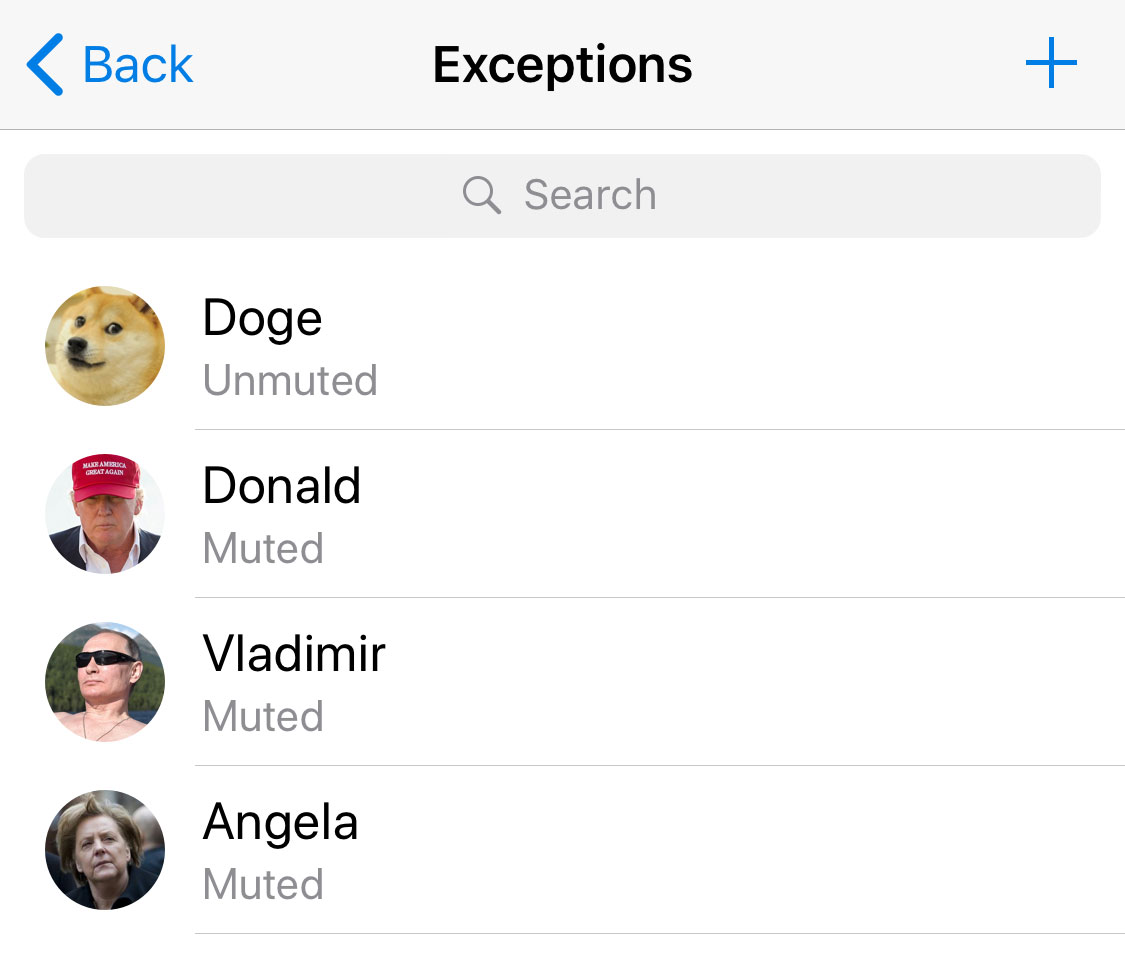 Back
Exceptions
Search
Doge
Unmuted
MAKE AMERICA
GREAT AGAIN
Donald
Muted
Vladimir
Muted
Angela
Muted